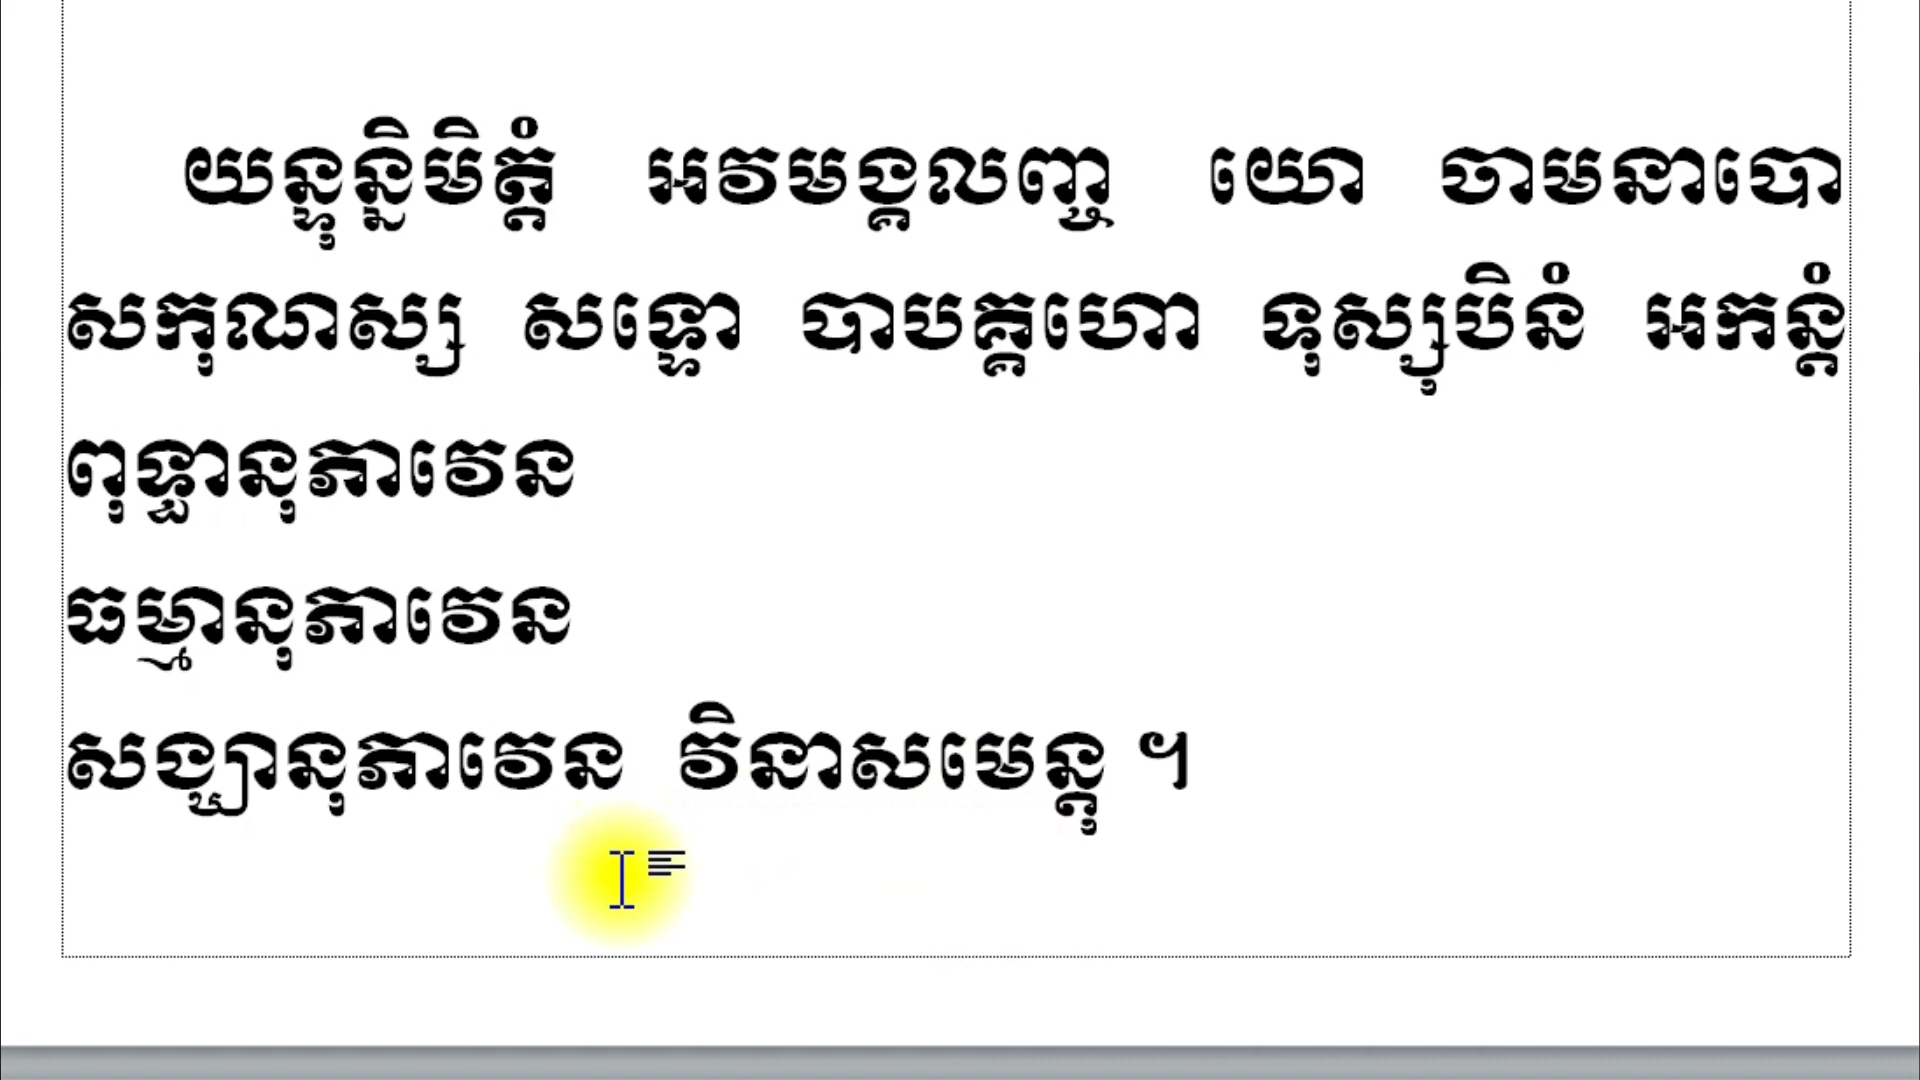 យន្ទុន្និមិត្តំ អវមង្គលញ្ច យោ ចាមនាបោ
សកុណស្ស សទ្ទោ បាបគ្គហោ ទុស្សុបិនំ អកន្តំ
ពុទ្ធានុភាវេន
ធម្មានុភាវេន
សង្ឃានុភាវេន វិនាសមេន្តុ ។